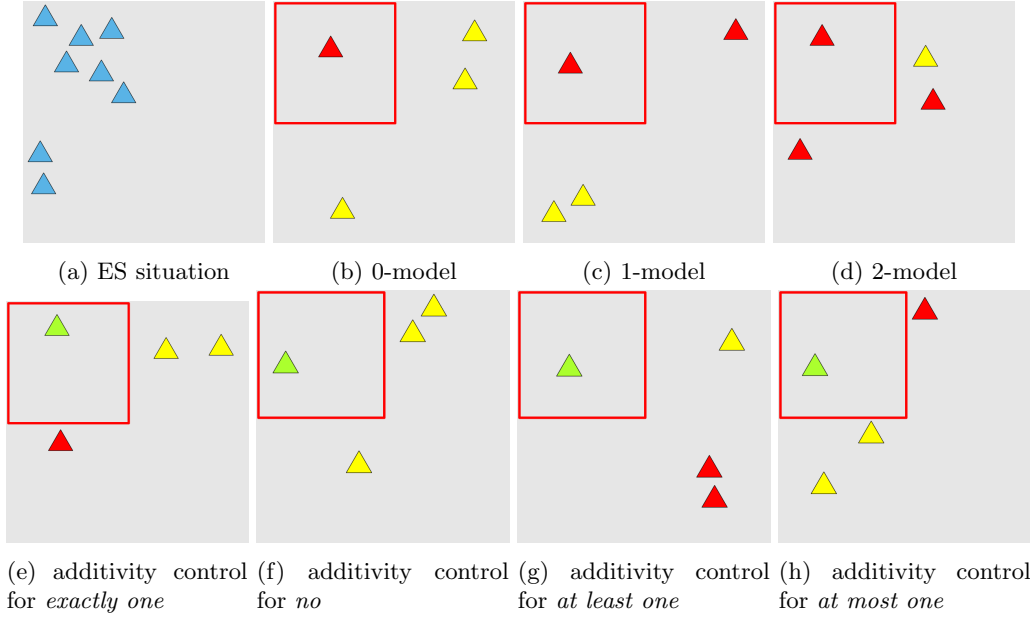 (a) ES situation
(b) 0-model
(c) 1-model
(d) 2-model
(e) additivity control
for exactly one
(f) additivity control
for no
(g) additivity control
for at least one
(h) additivity control
for at most one